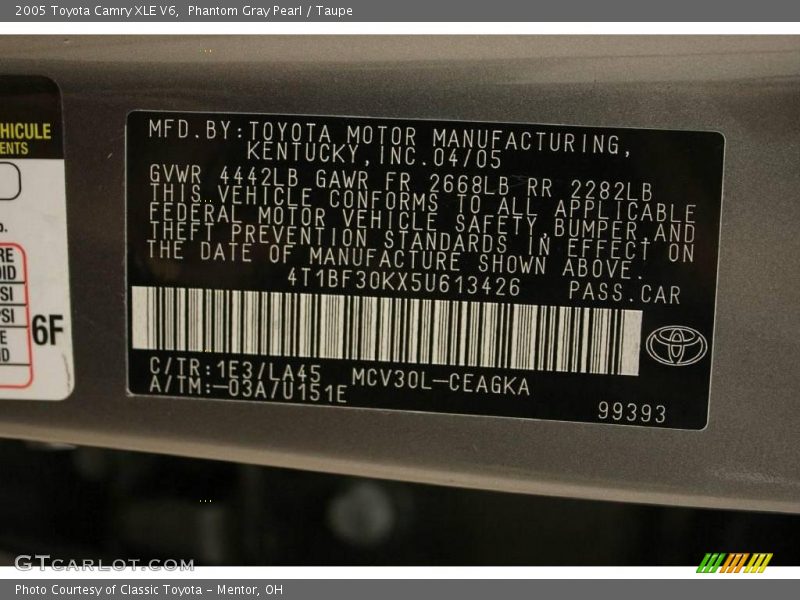 2005 Toyota Camry XLE V6, Phantom Gray Pearl / Taupe
HICULE
ENTS
6F
MFD.BY:TOYOTA MOTOR MANUFACTURING,
KENTUCKY,INC.04/05
GVWR 4442LB GAWR FR 2668LB RR 2282LB
THIS VEHICLE CONFORMS TO ALL APPLICABLE
FEDERAL MOTOR VEHICLE SAFETY,BUMPER,AND
THEFT PREVENTION STANDARDS IN EFFECT ON
THE DATE OF MANUFACTURE SHOWN ABOVE.
4T1BF30KX5U613426 PASS.CAR
C/TR:1E3/LA45 MCV30L-CEAGKA
A/TM:-03A/U151E
99393
GTCARLOT.COM
Photo Courtesy of Classic Toyota - Mentor, OH